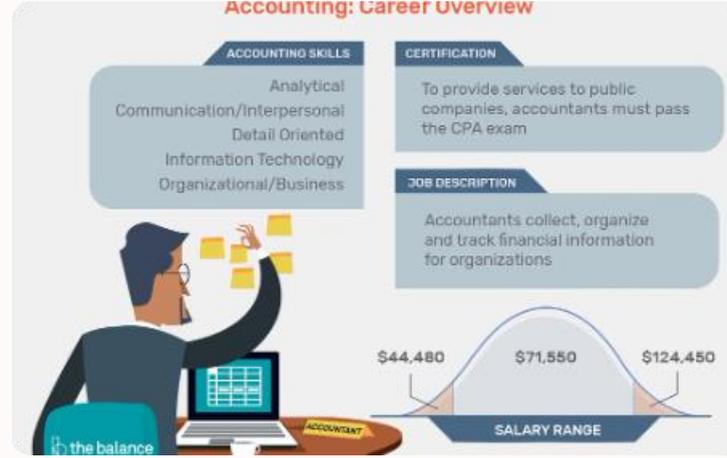 Accounting: Career Overview
ACCOUNTING SKILLS
Analytical
Communication/Interpersonal
Detail Oriented
Information Technology
Organizational/Business
CERTIFICATION
To provide services to public
companies, accountants must pass
the CPA exam
JOB DESCRIPTION
Accountants collect, organize
and track financial information
for organizations
$44,480
$71,550
$124,450
SALARY RANGE
ACCOUNTANT
the balance